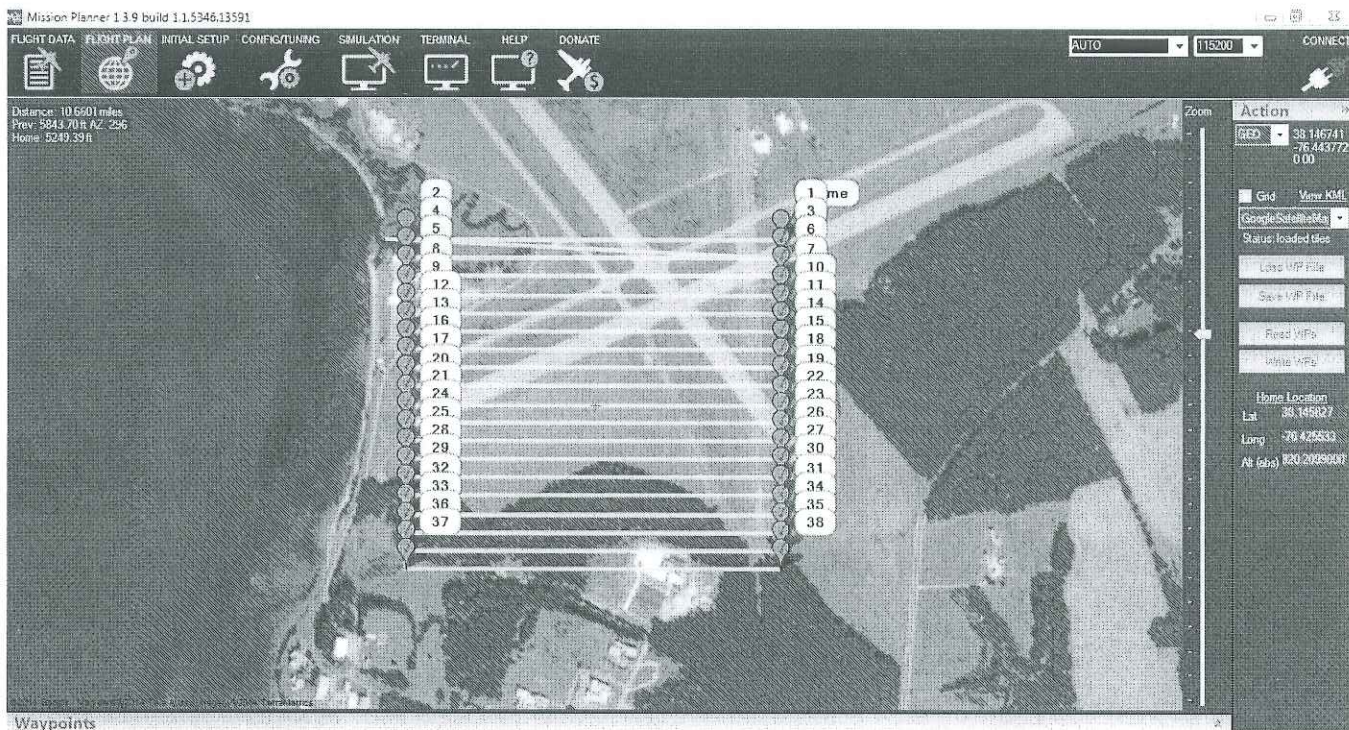 Mission Planner 1.3.9 build 1.1.5346.13591
FLIGHT DATA FLIGHT PLAN INITIAL SETUP CONFIG/TUNING SIMULATION TERMINAL HELP DONATE
AUTO 115200 CONNECT
Distance: 10.6601 miles
Prev: 5843.70 ft AZ: 296
Home: 5249.39 ft
Zoom
Action
GEO 38.146741
-76.443772
0.00
Grid View KML
GoogleSatelliteMap
Status: loaded tiles
Load WP File
Save WP File
Read WPs
Write WPs
Home Location
Lat 38.145827
Long -76.425533
Alt (abs)
2 1 me
4 3
5 6
8 7
9 10
12 11
13 14
16 15
17 18
20 19
21 22
24 23
25 26
28 27
29 30
32 31
33 34
36 35
37 38
Waypoints